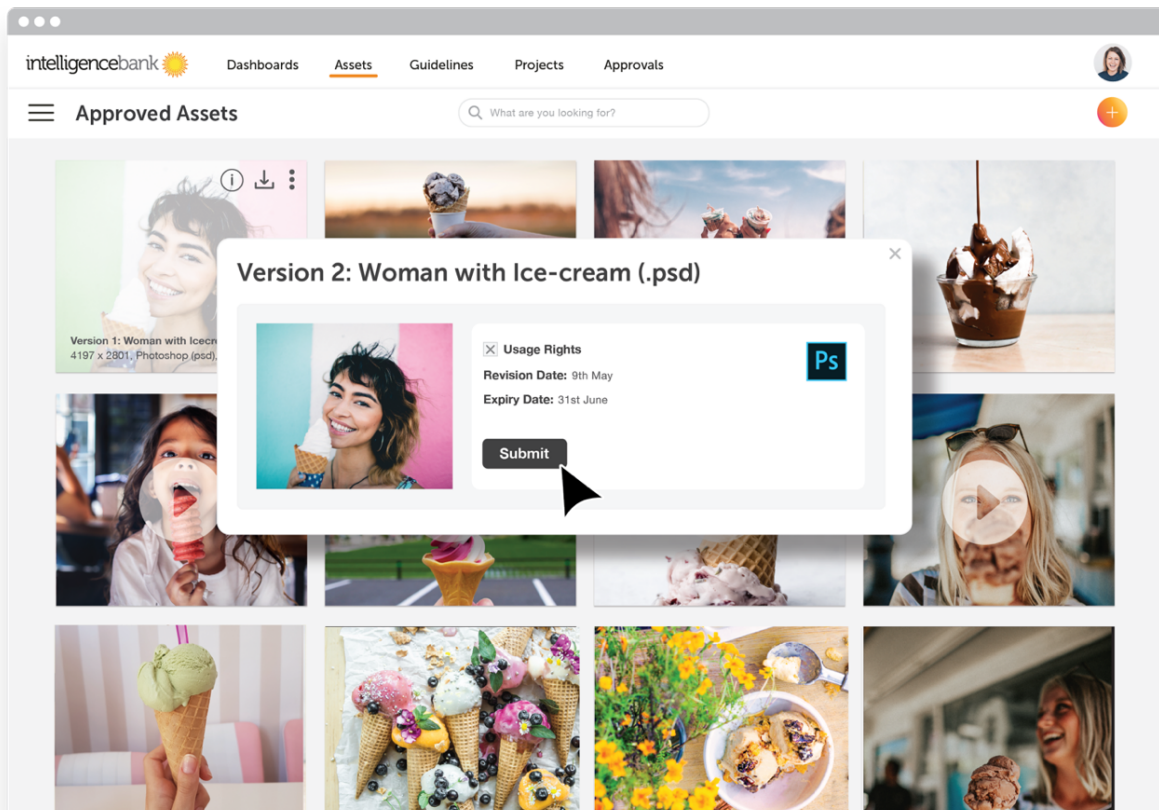 intelligencebank
Dashboards
Assets
Guidelines
Projects
Approvals
Approved Assets
What are you looking for?
Version 1: Woman with Icecr
4197 x 2801, Photoshop (psd),
Version 2: Woman with Ice-cream (.psd)
Usage Rights
Revision Date: 9th May
Expiry Date: 31st June
Ps
Submit